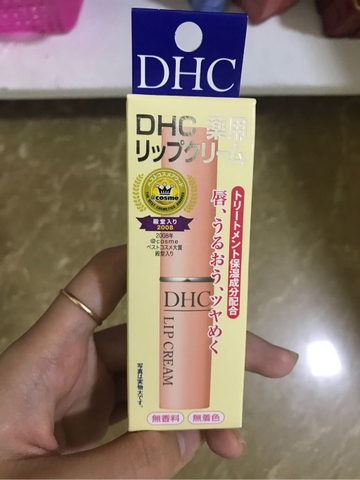 DHC
DHC 薬用
リップクリーム
@cosme
殿堂入り
2008
2008年
@cosme
ベストコスメ大賞
殿堂入り
トリートメント保湿成分配合
唇、うるおう、ツヤめく
DHC
LIP CREAM
写真は実物大です。
無香料
無着色